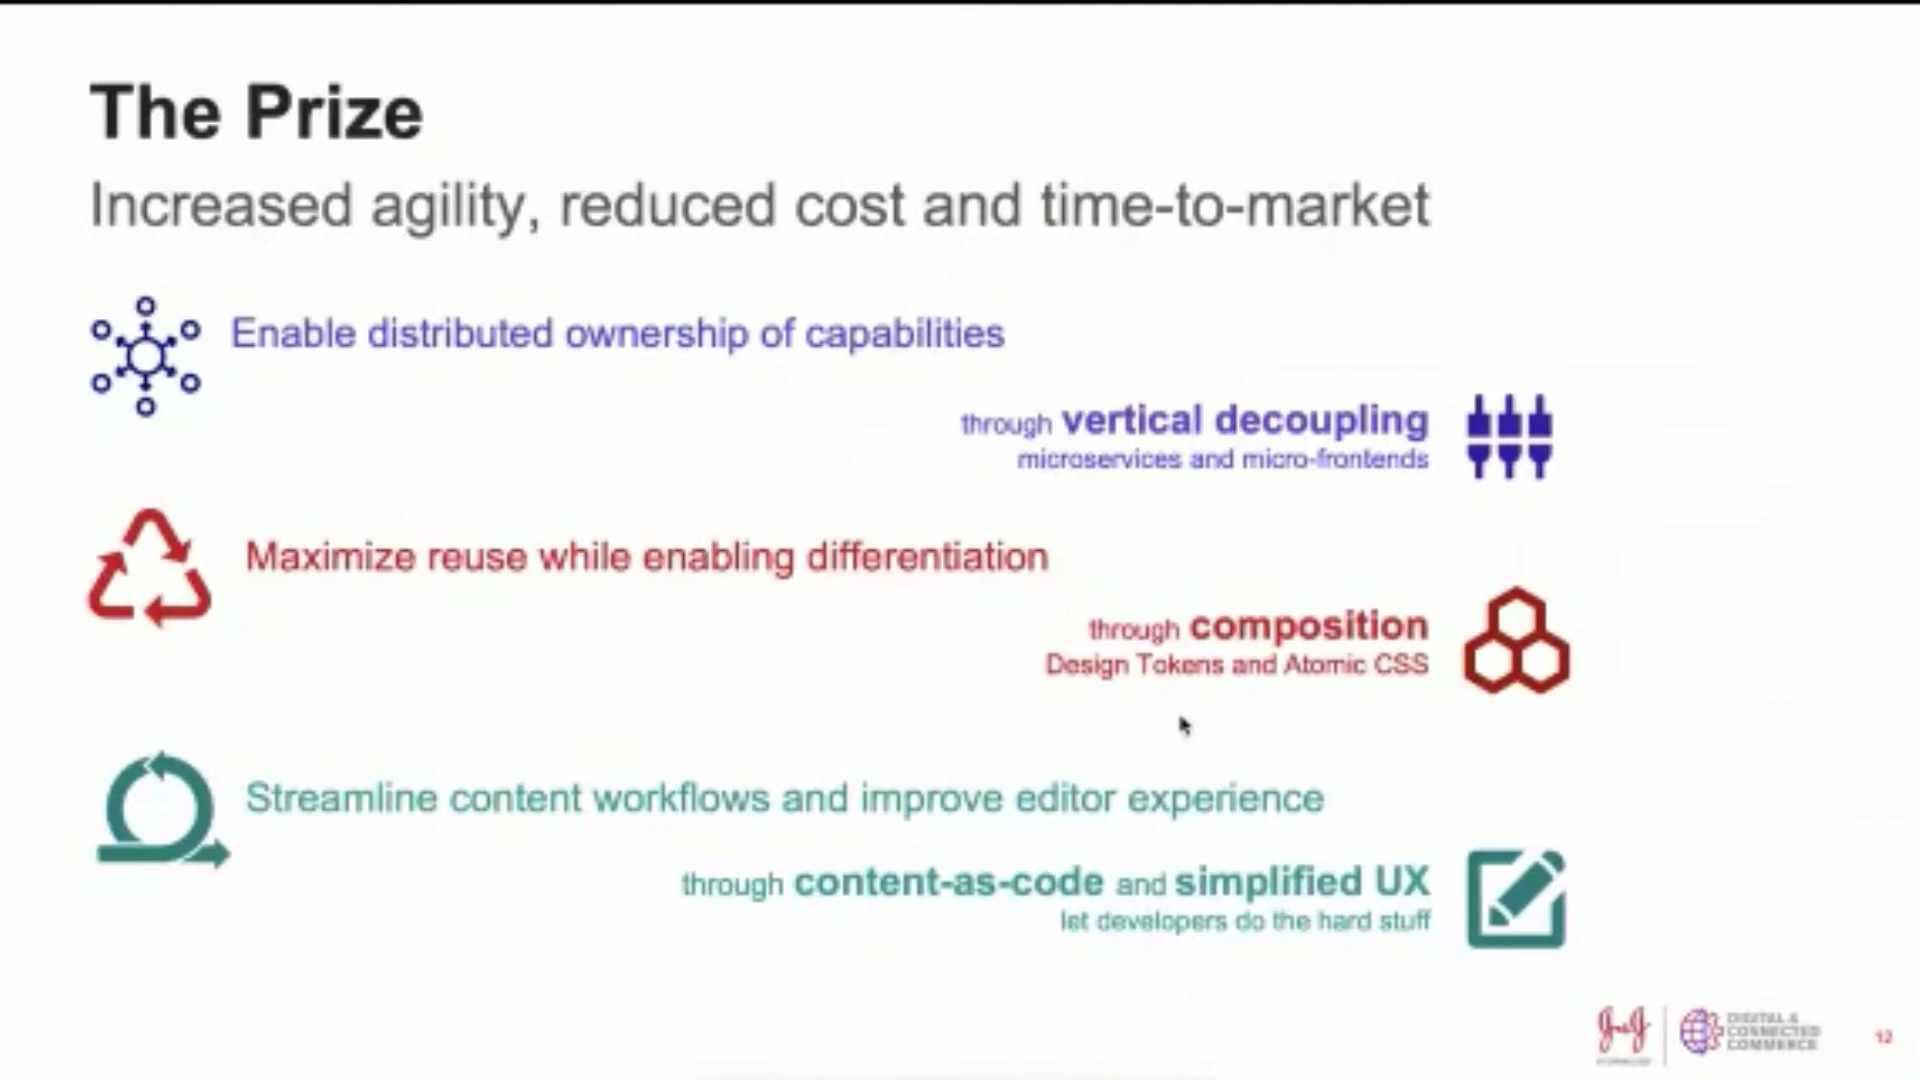 The Prize
Increased agility, reduced cost and time-to-market
Enable distributed ownership of capabilities
through vertical decoupling
microservices and micro-frontends
Maximize reuse while enabling differentiation
through composition
Design Tokens and Atomic CSS
Streamline content workflows and improve editor experience
through content-as-code and simplified UX
let developers do the hard stuff
J&J
DIGITAL &
CONNECTED
COMMERCE
12